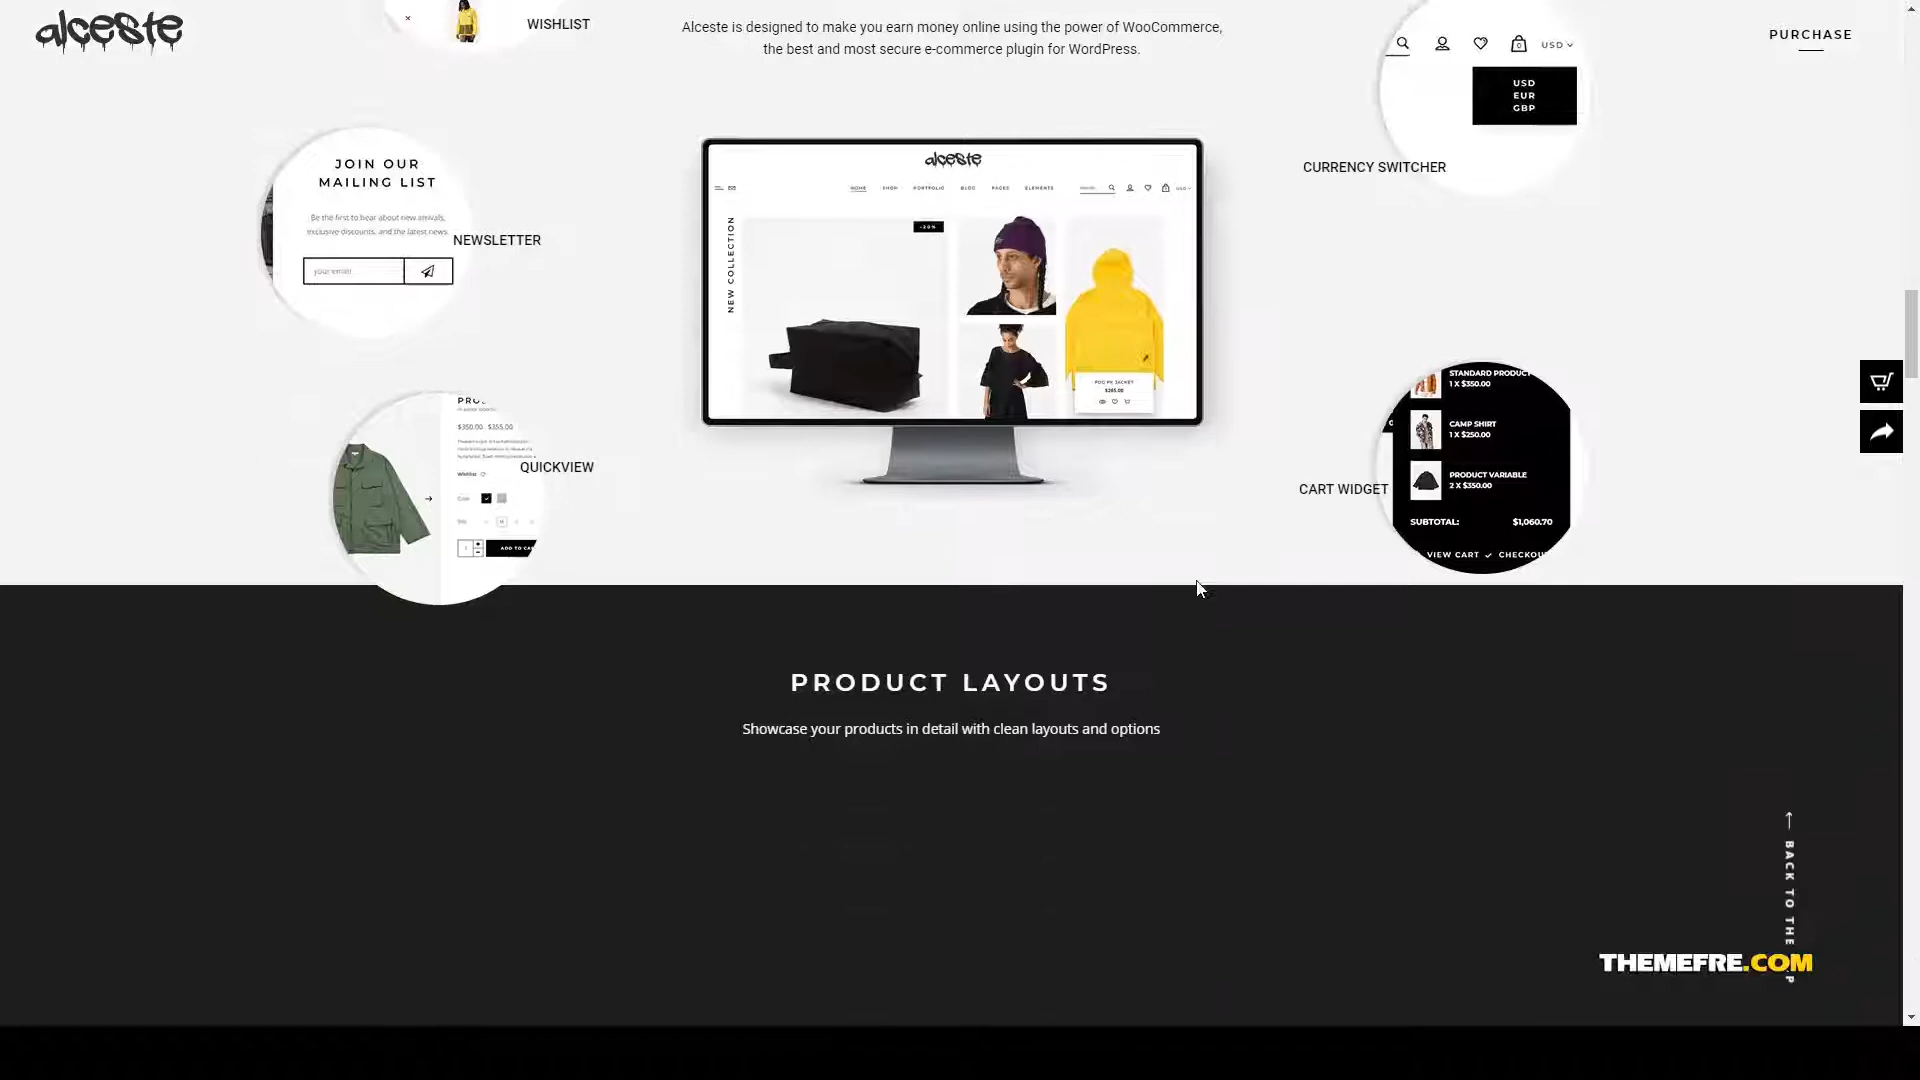 alceste
WISHLIST
Alceste is designed to make you earn money online using the power of WooCommerce,
the best and most secure e-commerce plugin for WordPress.
0
USD
PURCHASE
USD
EUR
GBP
CURRENCY SWITCHER
JOIN OUR
MAILING LIST
Be the first to hear about new arrivals,
exclusive discounts, and the latest news.
your email
NEWSLETTER
alceste
HOME SHOP PORTFOLIO BLOG PAGES ELEMENTS
USD
NEW COLLECTION
-20%
FOG PK JACKET
$265.00
$350.00 $355.00
Wishlist
Color
M
1
ADD TO CA
QUICKVIEW
STANDARD PRODUCT
1 X $350.00
CAMP SHIRT
1 X $250.00
PRODUCT VARIABLE
2 X $350.00
SUBTOTAL: $1,060.70
VIEW CART CHECKOU
CART WIDGET
PRODUCT LAYOUTS
Showcase your products in detail with clean layouts and options
BACK TO THE
THEMEFRE.COM